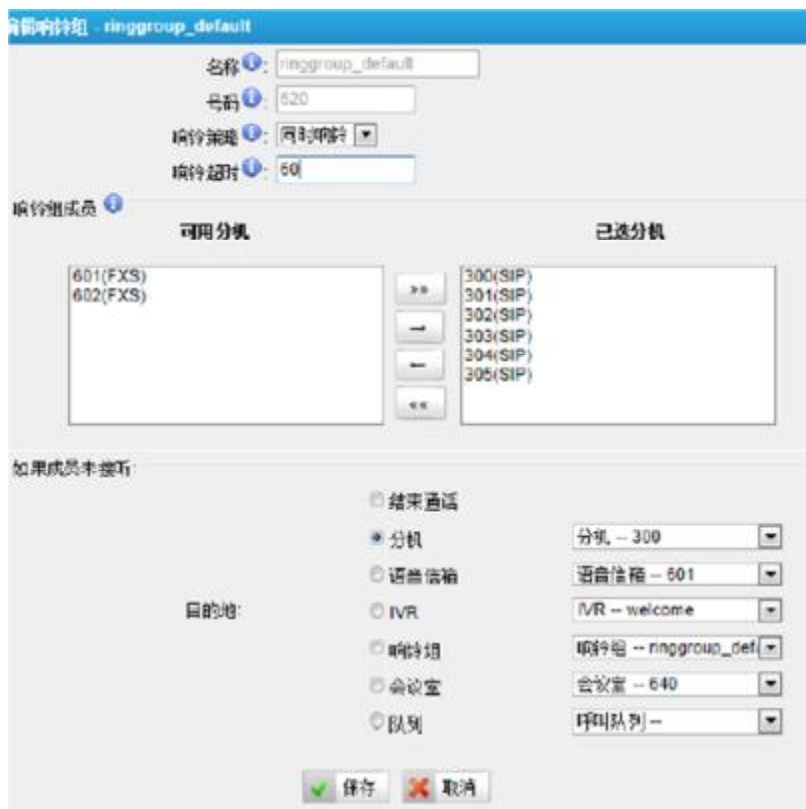 编辑响铃组 - ringgroup_default
名称: ringgroup_default
号码: 620
响铃策略: 同时响铃
响铃超时: 60
响铃组成员
可用分机
已选分机
601(FXS)
602(FXS)
>>
→
←
<<
300(SIP)
301(SIP)
302(SIP)
303(SIP)
304(SIP)
305(SIP)
如果成员未接听:
目的地:
结束通话
分机 分机 -- 300
语音信箱 语音信箱 -- 601
IVR IVR -- welcome
响铃组 响铃组 -- ringgroup_def
会议室 会议室 -- 640
队列 呼叫队列 --
保存 取消